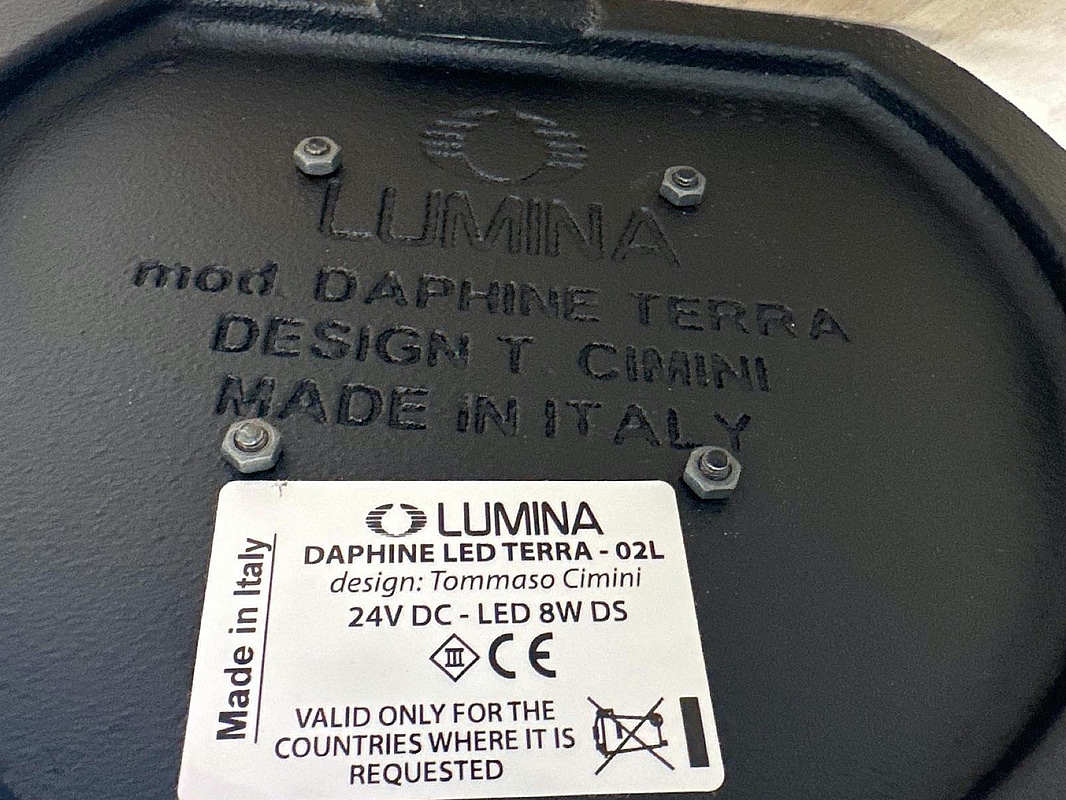 LUMINA
mod. DAPHINE TERRA
DESIGN T. CIMINI
MADE IN ITALY
Made in Italy
LUMINA
DAPHINE LED TERRA - 02L
design: Tommaso Cimini
24V DC - LED 8W DS
III CE
VALID ONLY FOR THE
COUNTRIES WHERE IT IS
REQUESTED